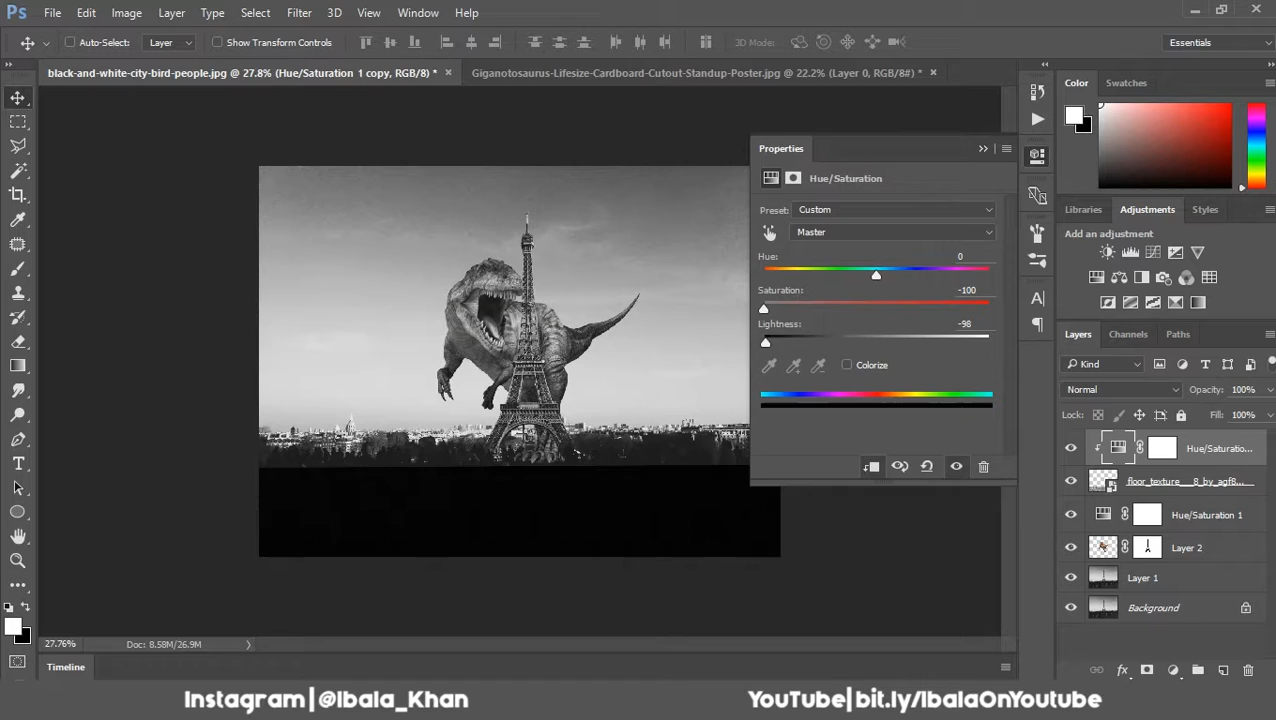 Ps File Edit Image Layer Type Select Filter 3D View Window Help
Auto-Select: Layer Show Transform Controls 3D Mode: Essentials
black-and-white-city-bird-people.jpg @ 27.8% (Hue/Saturation 1 copy, RGB/8) * × Giganotosaurus-Lifesize-Cardboard-Cutout-Standup-Poster.jpg @ 22.2% (Layer 0, RGB/8#) * ×
Color Swatches
Properties
Hue/Saturation
Preset: Custom
Master
Hue: 0
Saturation: -100
Lightness: -98
Colorize
Libraries Adjustments Styles
Add an adjustment
Layers Channels Paths
Kind
Normal Opacity: 100%
Lock: Fill: 100%
Hue/Saturatio...
floor_texture___8_by_agf8...
Hue/Saturation 1
Layer 2
Layer 1
Background
27.76% Doc: 8.58M/26.9M
Timeline
Instagram|@Ibala_Khan YouTube|bit.ly/IbalaOnYoutube